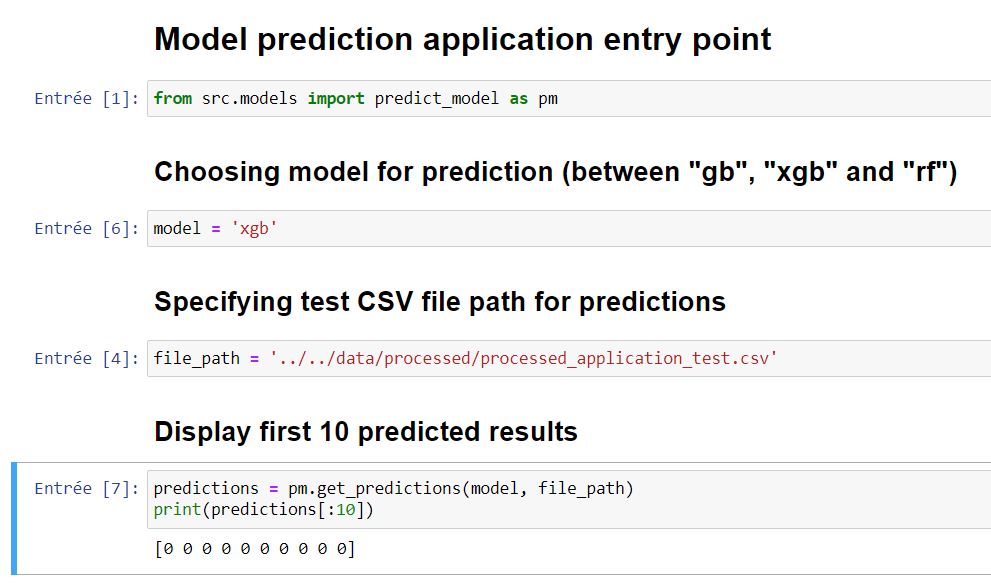 Model prediction application entry point
Entrée [1]: from src.models import predict_model as pm
Choosing model for prediction (between "gb", "xgb" and "rf")
Entrée [6]: model = 'xgb'
Specifying test CSV file path for predictions
Entrée [4]: file_path = '../../data/processed/processed_application_test.csv'
Display first 10 predicted results
Entrée [7]: predictions = pm.get_predictions(model, file_path)
print(predictions[:10])
[0 0 0 0 0 0 0 0 0 0]